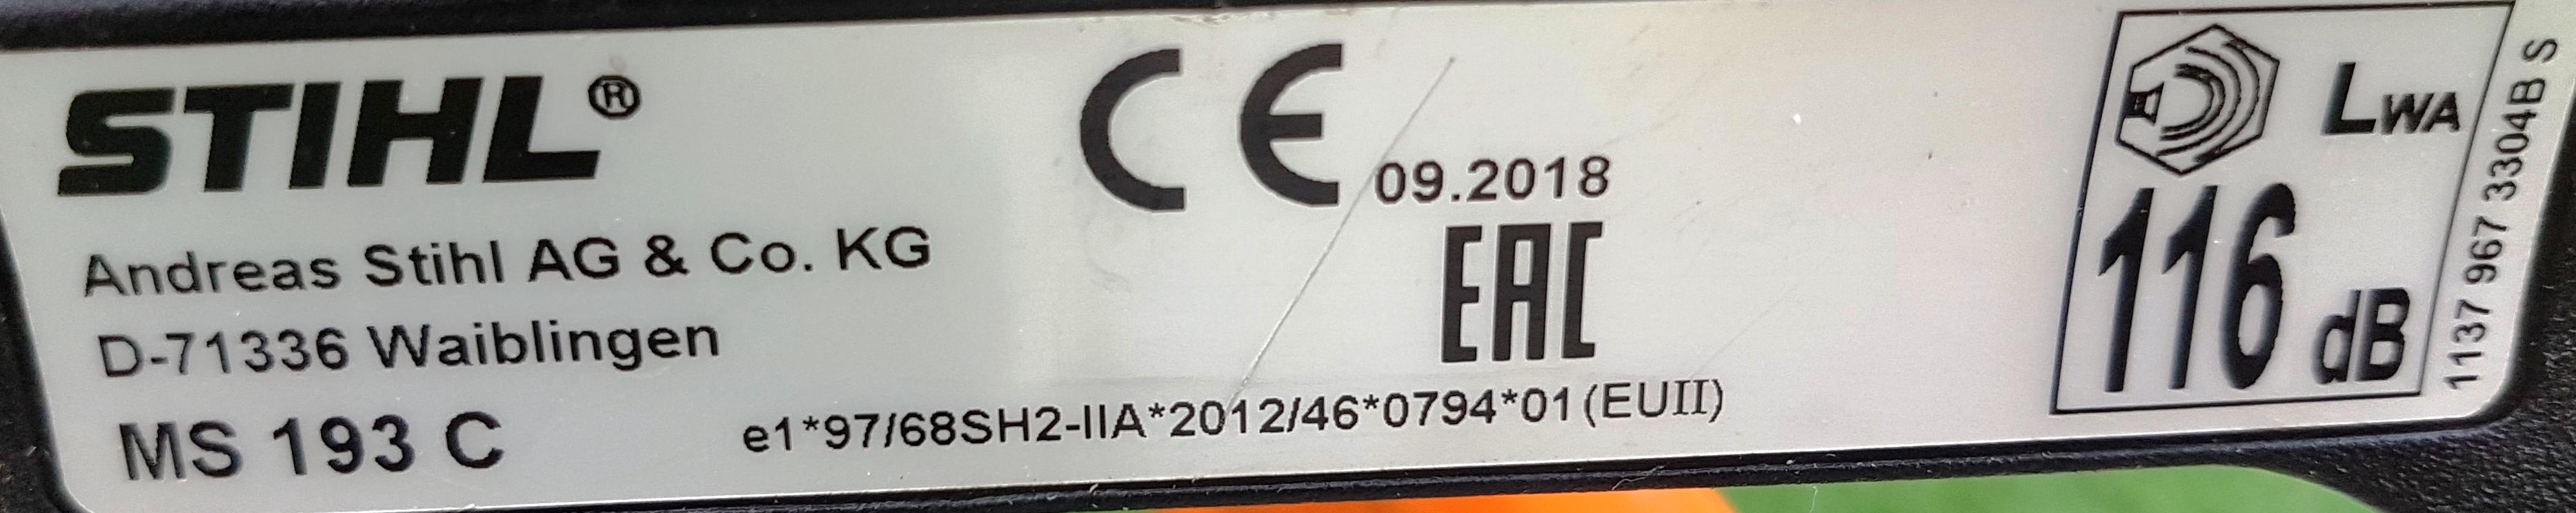 STIHL®
Andreas Stihl AG & Co. KG
D-71336 Waiblingen
MS 193 C
CE
09.2018
EAC
e1*97/68SH2-IIA*2012/46*0794*01(EUII)
LWA
116 dB
1137 967 3304B S